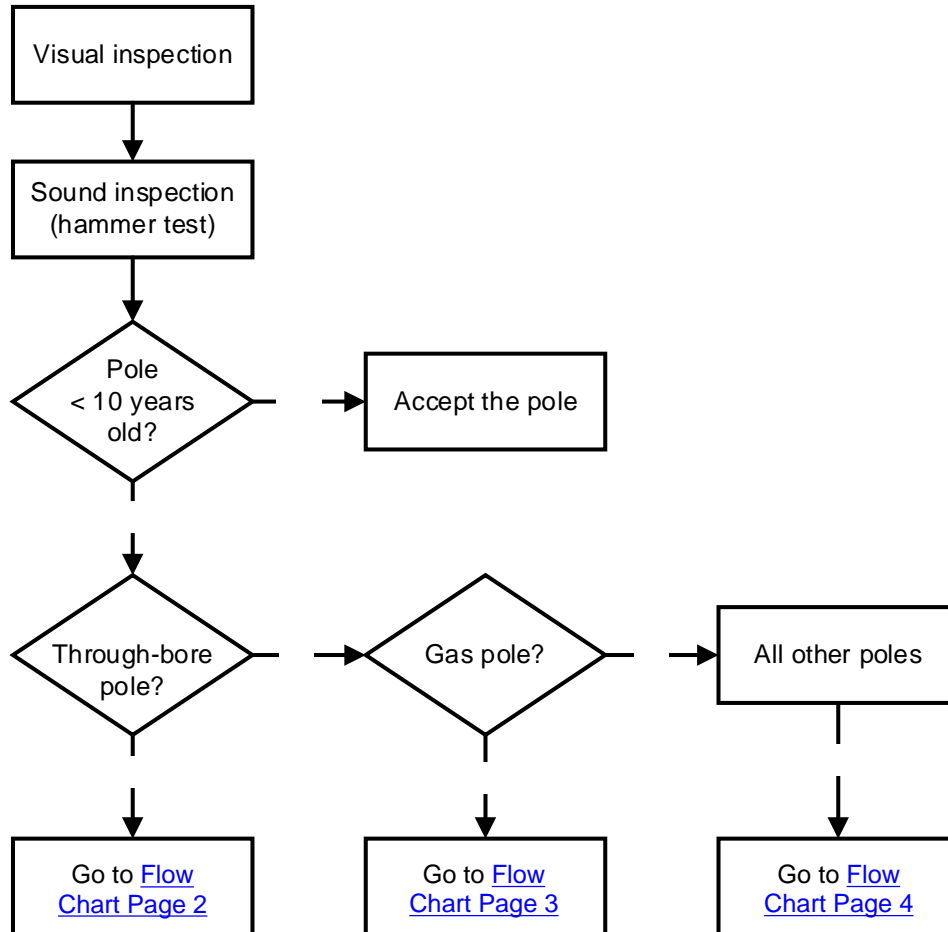 Visual inspection
Sound inspection
(hammer test)
Pole
< 10 years
old?
Accept the pole
Through-bore
pole?
Gas pole?
All other poles
Go to Flow
Chart Page 2
Go to Flow
Chart Page 3
Go to Flow
Chart Page 4